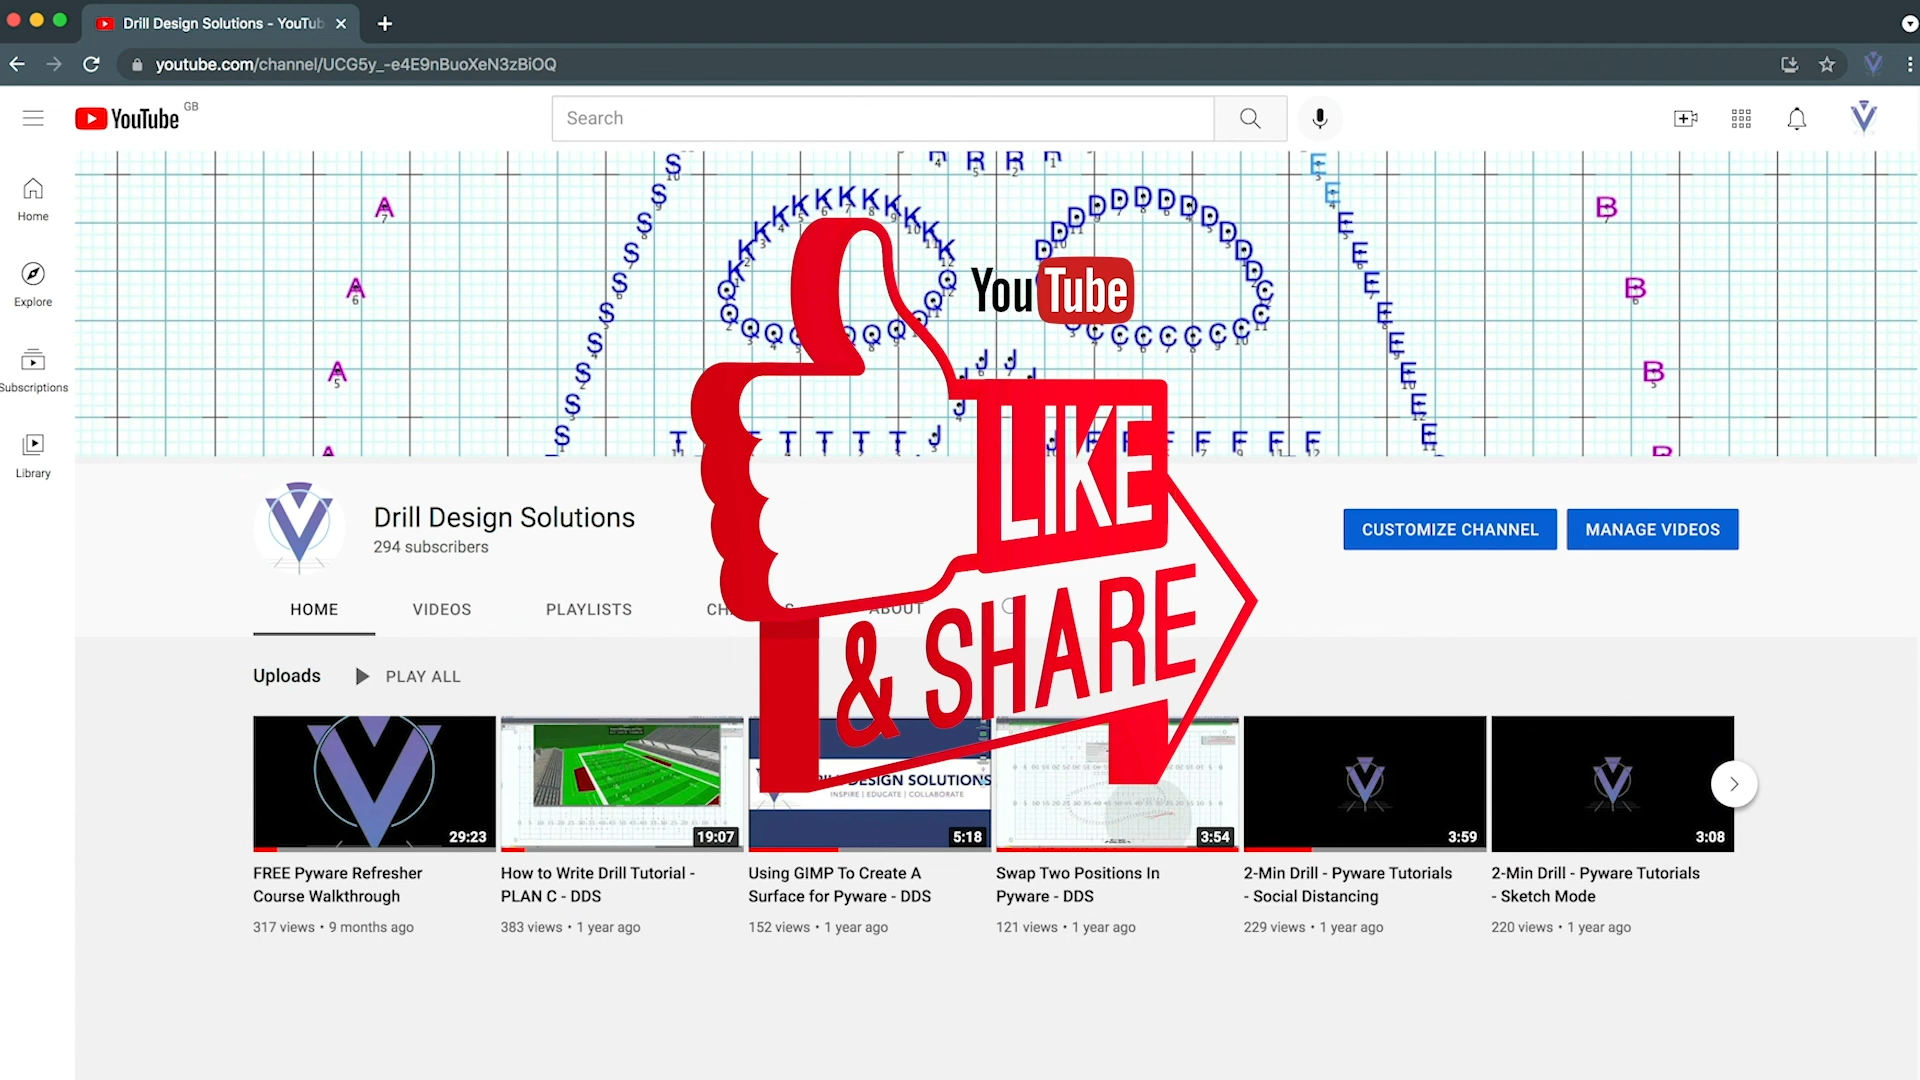 Drill Design Solutions - YouTub
youtube.com/channel/UCG5y_-e4E9nBuoXeN3zBiOQ
YouTube GB
Search
Home
Explore
Subscriptions
Library
YouTube
LIKE
& SHARE
Drill Design Solutions
294 subscribers
CUSTOMIZE CHANNEL
MANAGE VIDEOS
HOME VIDEOS PLAYLISTS ABOUT
Uploads PLAY ALL
DESIGN SOLUTIONS
INSPIRE | EDUCATE | COLLABORATE
29:23
19:07
5:18
3:54
3:59
3:08
FREE Pyware Refresher
Course Walkthrough
317 views • 9 months ago
How to Write Drill Tutorial -
PLAN C - DDS
383 views • 1 year ago
Using GIMP To Create A
Surface for Pyware - DDS
152 views • 1 year ago
Swap Two Positions In
Pyware - DDS
121 views • 1 year ago
2-Min Drill - Pyware Tutorials
- Social Distancing
229 views • 1 year ago
2-Min Drill - Pyware Tutorials
- Sketch Mode
220 views • 1 year ago